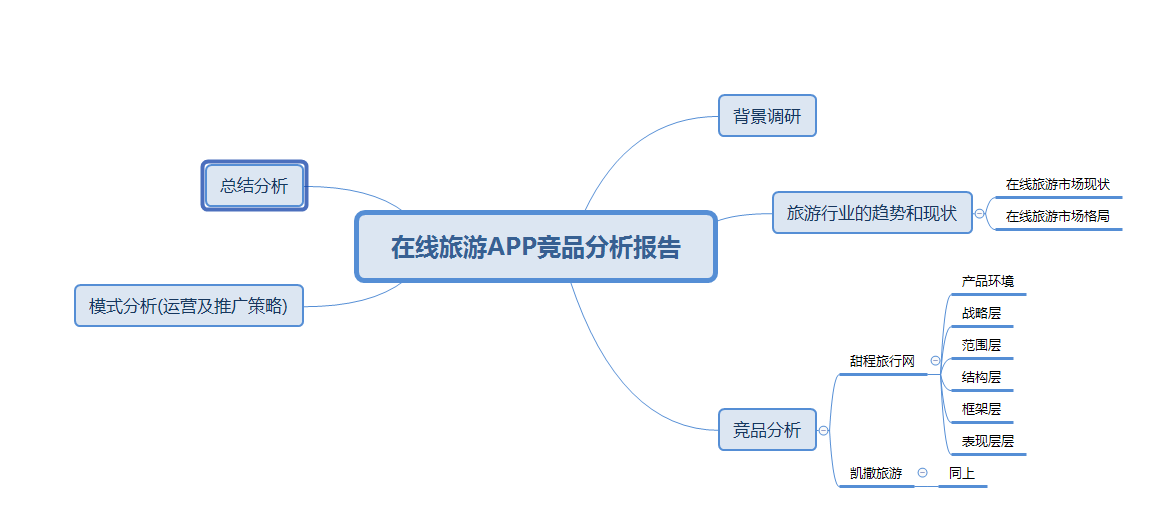 在线旅游APP竞品分析报告
背景调研
旅游行业的趋势和现状
在线旅游市场现状
在线旅游市场格局
竞品分析
甜程旅行网
产品环境
战略层
范围层
结构层
框架层
表现层层
凯撒旅游
同上
模式分析(运营及推广策略)
总结分析